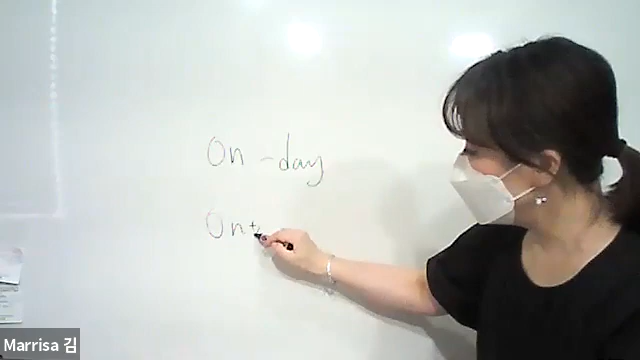 On - day
On+
Marrisa 김